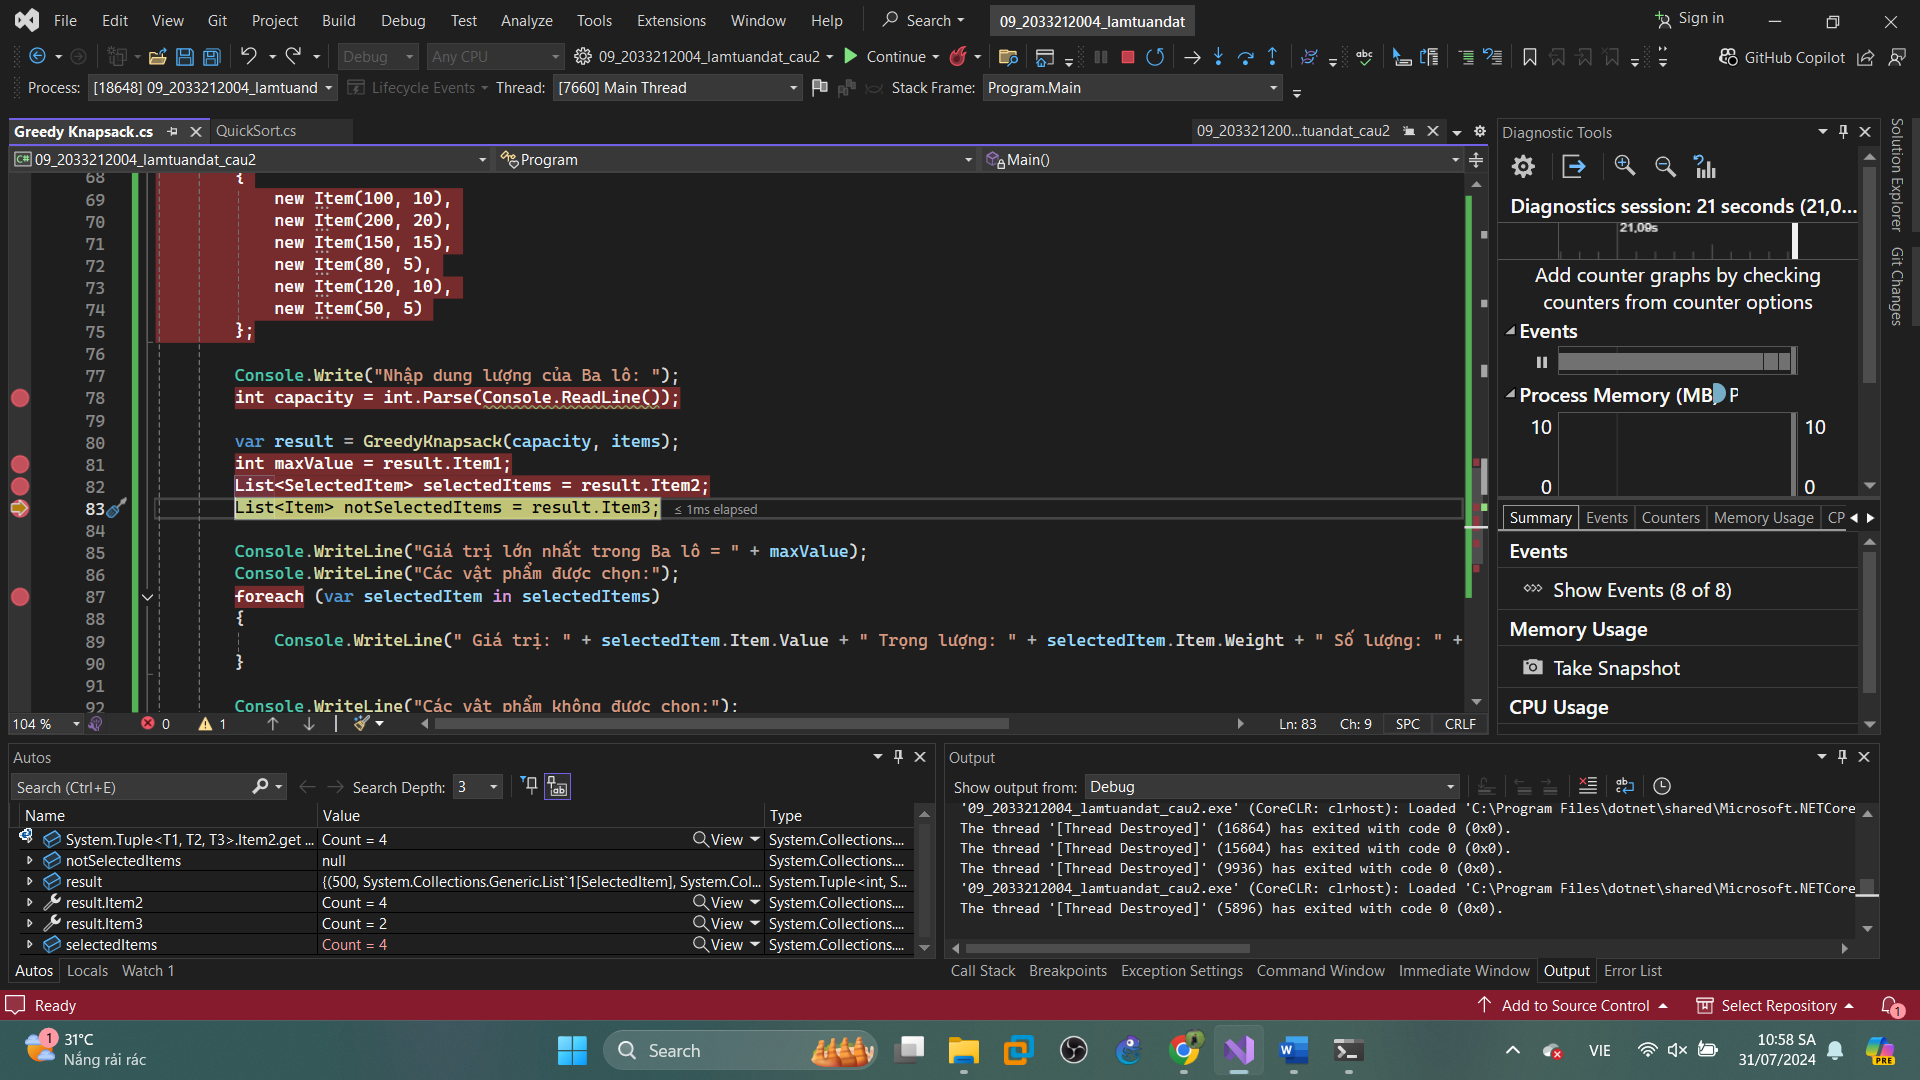 File Edit View Git Project Build Debug Test Analyze Tools Extensions Window Help Search 09_2033212004_lamtuandat Sign in
Debug Any CPU 09_2033212004_lamtuandat_cau2 Continue GitHub Copilot
Process: [18648] 09_2033212004_lamtuand Lifecycle Events Thread: [7660] Main Thread Stack Frame: Program.Main
Greedy Knapsack.cs QuickSort.cs 09_203321200...tuandat_cau2
09_2033212004_lamtuandat_cau2 Program Main()
68 {
69 new Item(100, 10),
70 new Item(200, 20),
71 new Item(150, 15),
72 new Item(80, 5),
73 new Item(120, 10),
74 new Item(50, 5)
75 };
76
77 Console.Write("Nhập dung lượng của Ba lô: ");
78 int capacity = int.Parse(Console.ReadLine());
79
80 var result = GreedyKnapsack(capacity, items);
81 int maxValue = result.Item1;
82 List<SelectedItem> selectedItems = result.Item2;
83 List<Item> notSelectedItems = result.Item3; ≤ 1ms elapsed
84
85 Console.WriteLine("Giá trị lớn nhất trong Ba lô = " + maxValue);
86 Console.WriteLine("Các vật phẩm được chọn:");
87 foreach (var selectedItem in selectedItems)
88 {
89 Console.WriteLine(" Giá trị: " + selectedItem.Item.Value + " Trọng lượng: " + selectedItem.Item.Weight + " Số lượng: " +
90 }
91
92 Console.WriteLine("Các vật phẩm không được chọn:");
104 % 0 1 Ln: 83 Ch: 9 SPC CRLF
Diagnostic Tools
Diagnostics session: 21 seconds (21,0...
21,09s
Add counter graphs by checking
counters from counter options
Events
Process Memory (MB) P
10 10
0 0
Summary Events Counters Memory Usage CP
Events
Show Events (8 of 8)
Memory Usage
Take Snapshot
CPU Usage
Solution Explorer
Git Changes
Autos
Search (Ctrl+E) Search Depth: 3
Name Value Type
System.Tuple<T1, T2, T3>.Item2.get ... Count = 4 View System.Collections....
notSelectedItems null System.Collections....
result {(500, System.Collections.Generic.List`1[SelectedItem], System.Col... System.Tuple<int, S...
result.Item2 Count = 4 View System.Collections....
result.Item3 Count = 2 View System.Collections....
selectedItems Count = 4 View System.Collections....
Autos Locals Watch 1
Output
Show output from: Debug
'09_2033212004_lamtuandat_cau2.exe' (CoreCLR: clrhost): Loaded 'C:\Program Files\dotnet\shared\Microsoft.NETCore
The thread '[Thread Destroyed]' (16864) has exited with code 0 (0x0).
The thread '[Thread Destroyed]' (15604) has exited with code 0 (0x0).
The thread '[Thread Destroyed]' (9936) has exited with code 0 (0x0).
'09_2033212004_lamtuandat_cau2.exe' (CoreCLR: clrhost): Loaded 'C:\Program Files\dotnet\shared\Microsoft.NETCore
The thread '[Thread Destroyed]' (5896) has exited with code 0 (0x0).
Call Stack Breakpoints Exception Settings Command Window Immediate Window Output Error List
Ready Add to Source Control Select Repository 1
1 31°C
Nắng rải rác
Search
VIE
10:58 SA
31/07/2024
PRE